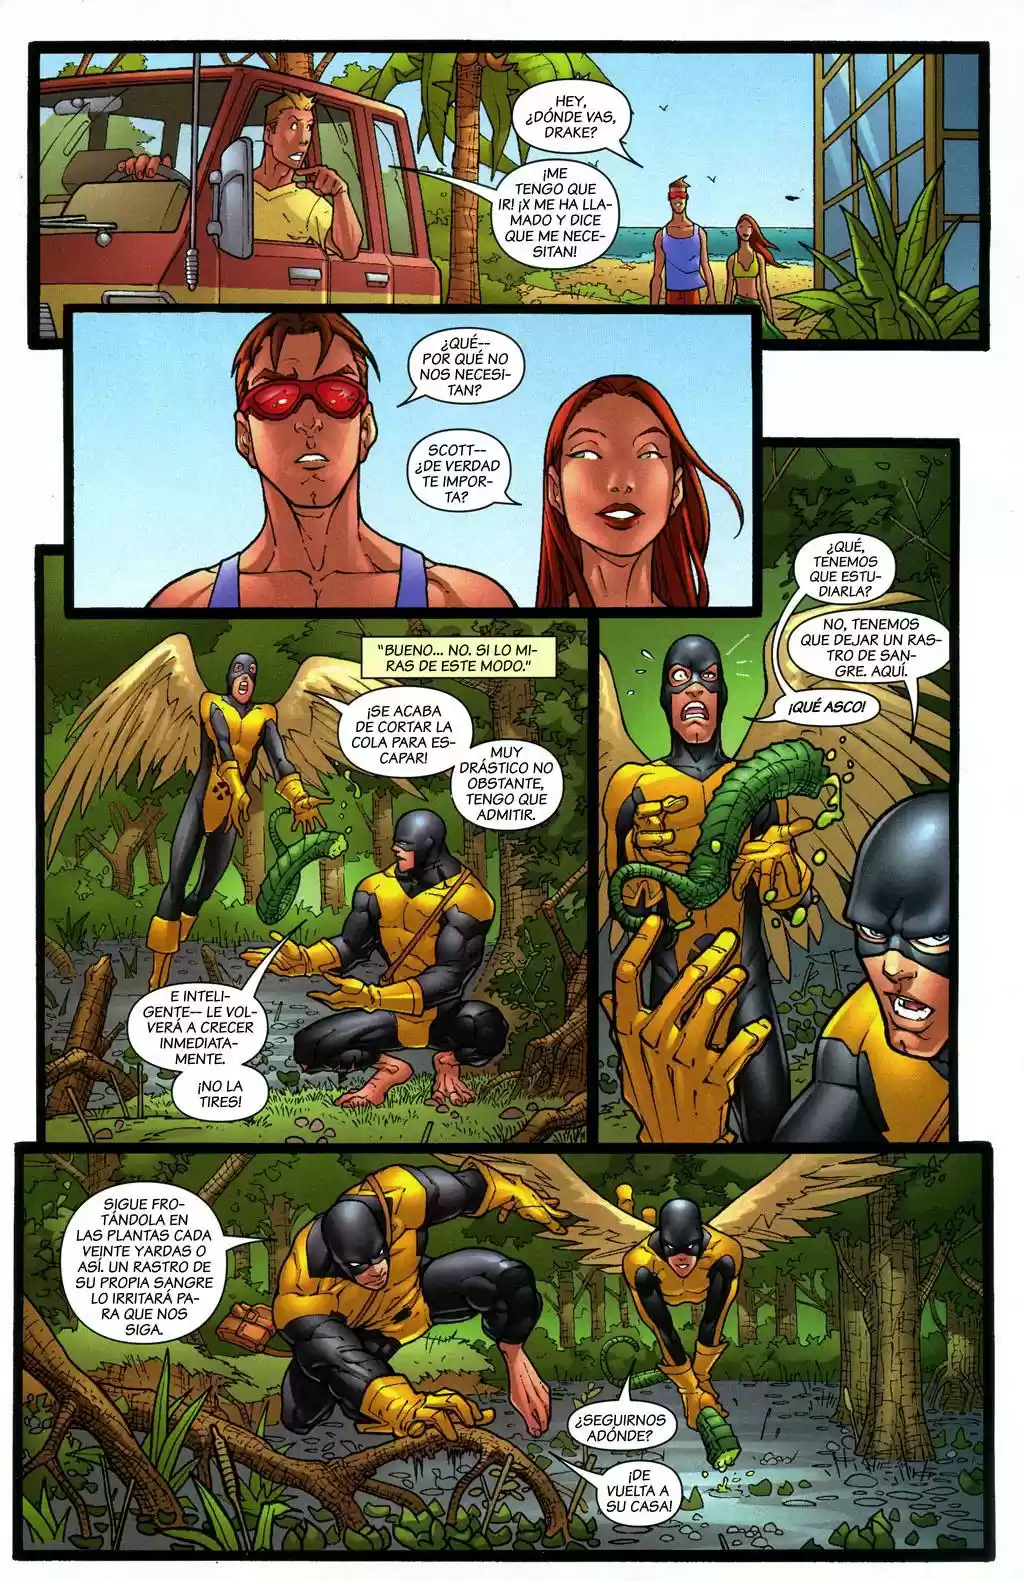 HEY,
¿DÓNDE VAS,
DRAKE?
¡ME
TENGO QUE
IR! ¡X ME HA LLA-
MADO Y DICE
QUE ME NECE-
SITAN!
¿QUÉ--
POR QUÉ NO
NOS NECESI-
TAN?
SCOTT--
¿DE VERDAD
TE IMPOR-
TA?
"BUENO... NO. SI LO MI-
RAS DE ESTE MODO."
¡SE ACABA
DE CORTAR LA
COLA PARA ES-
CAPAR!
MUY
DRÁSTICO NO
OBSTANTE,
TENGO QUE
ADMITIR.
E INTELI-
GENTE-- LE VOL-
VERÁ A CRECER
INMEDIATA-
MENTE.
¡NO LA
TIRES!
¿QUÉ,
TENEMOS
QUE ESTU-
DIARLA?
NO, TENEMOS
QUE DEJAR UN RAS-
TRO DE SAN-
GRE. AQUÍ.
¡QUÉ ASCO!
SIGUE FRO-
TÁNDOLA EN
LAS PLANTAS CADA
VEINTE YARDAS O
ASÍ. UN RASTRO DE
SU PROPIA SANGRE
LO IRRITARÁ PA-
RA QUE NOS
SIGA.
¿SEGUIRNOS
ADÓNDE?
¡DE
VUELTA A
SU CASA!